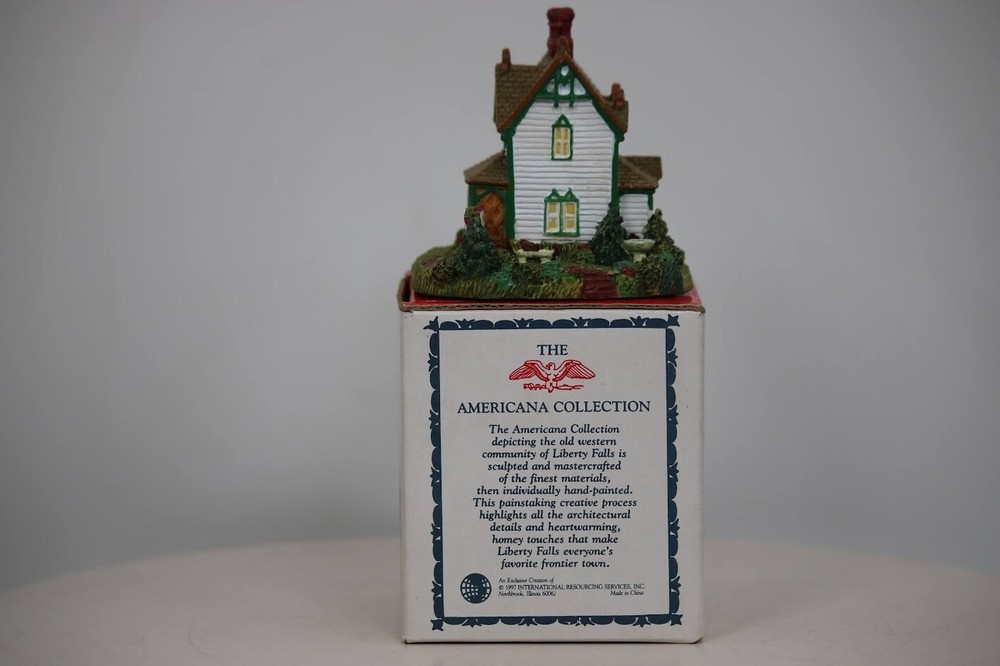 THE
AMERICANA COLLECTION
The Americana Collection
depicting the old western
community of Liberty Falls is
sculpted and mastercrafted
of the finest materials,
then individually hand-painted.
This painstaking creative process
highlights all the architectural
details and heartwarming,
homey touches that make
Liberty Falls everyone's
favorite frontier town.
An Exclusive Creation of
© 1997 INTERNATIONAL RESOURCING SERVICES, INC.
Northbrook, Illinois 60062 Made in China